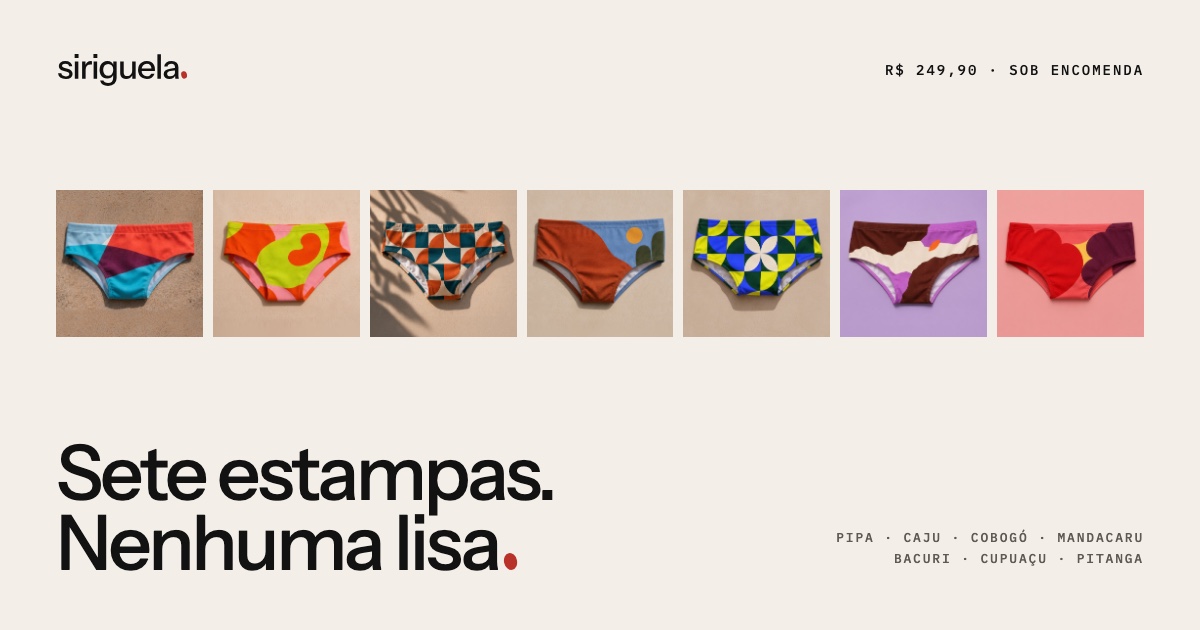 siriguela.
R$ 249,90 · SOB ENCOMENDA
Sete estampas.
Nenhuma lisa.
PIPA · CAJU · COBOGÓ · MANDACARU
BACURI · CUPUAÇU · PITANGA